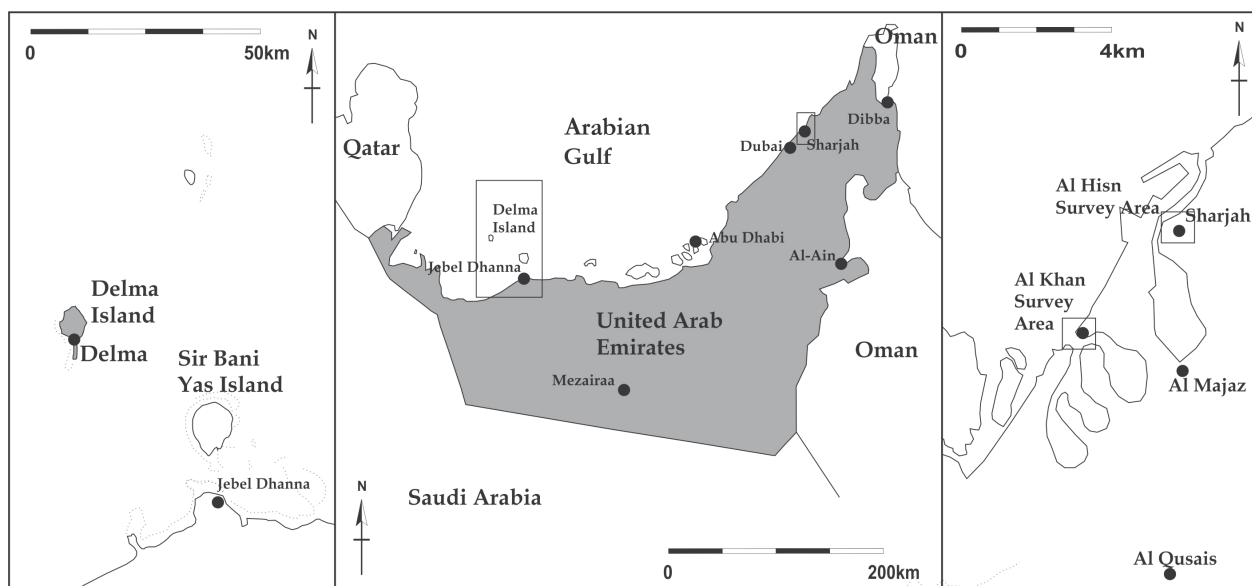 0 50km
N
Delma
Island
Delma
Sir Bani
Yas Island
Jebel Dhanna
Oman
Qatar
Arabian
Gulf
Dibba
Dubai
Sharjah
Delma
Island
Abu Dhabi
Jebel Dhanna
Al-Ain
United Arab
Emirates
Oman
Mezairaa
Saudi Arabia
N
0 200km
0 4km
N
Al Hisn
Survey Area
Sharjah
Al Khan
Survey
Area
Al Majaz
Al Qusais